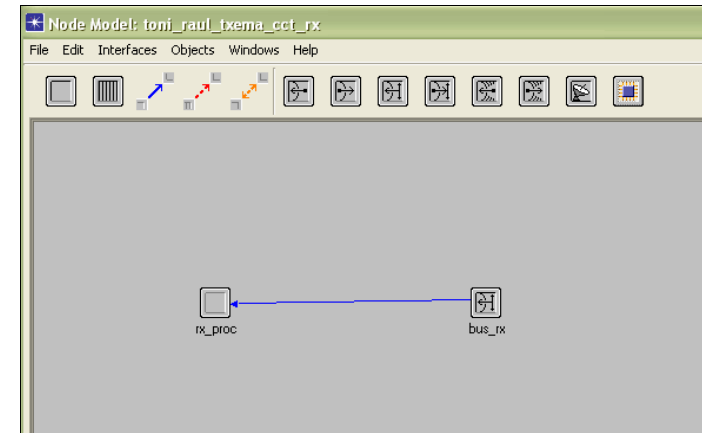 Node Model: toni_raul_txema_cct_rx
File Edit Interfaces Objects Windows Help
rx_proc bus_rx